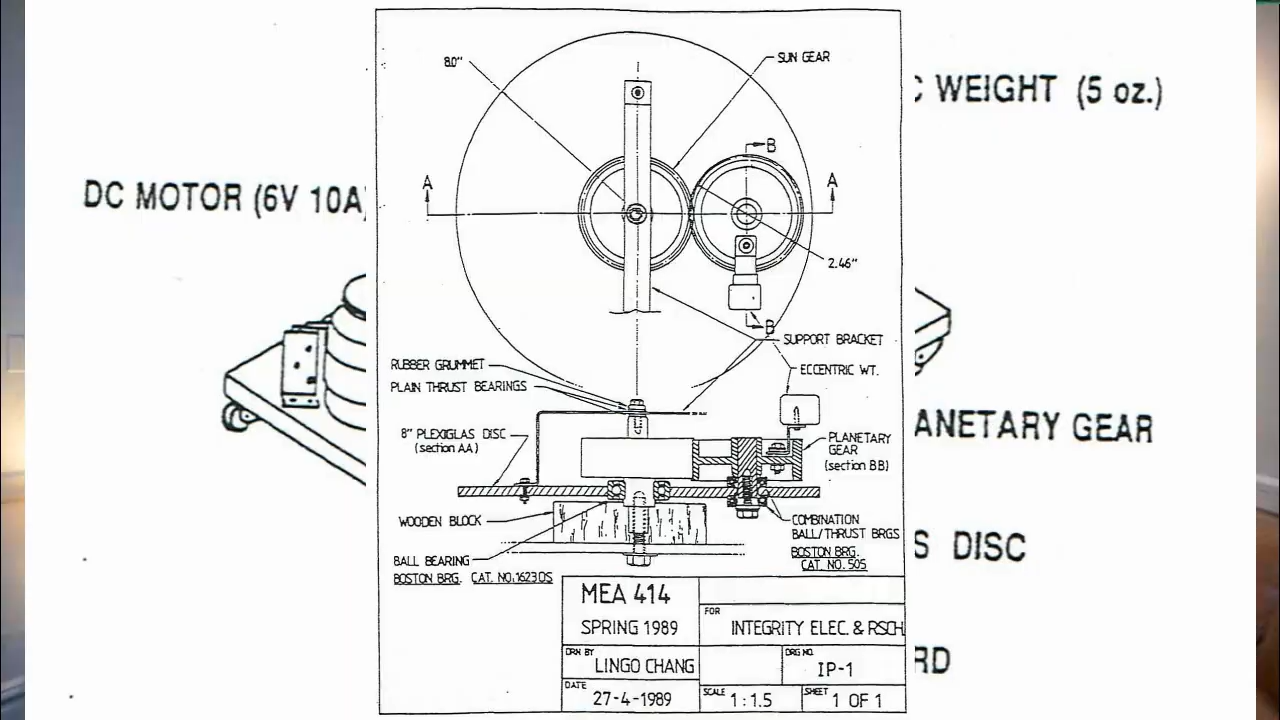 8.0"
SUN GEAR
C WEIGHT (5 oz.)
B
A
A
DC MOTOR (6V 10A)
2.46"
B
SUPPORT BRACKET
RUBBER GRUMMET
ECCENTRIC WT.
PLAIN THRUST BEARINGS
ANETARY GEAR
8" PLEXIGLAS DISC
(section AA)
PLANETARY
GEAR
(section BB)
WOODEN BLOCK
COMBINATION
BALL/THRUST BRGS
BOSTON BRG.
CAT. NO. 505
S DISC
BALL BEARING
BOSTON BRG. CAT. NO. 1623DS
MEA 414
SPRING 1989
FOR
INTEGRITY ELEC. & RSCH
DRN BY
LINGO CHANG
DRG NO.
IP-1
RD
DATE
27-4-1989
SCALE 1:1.5
SHEET 1 OF 1